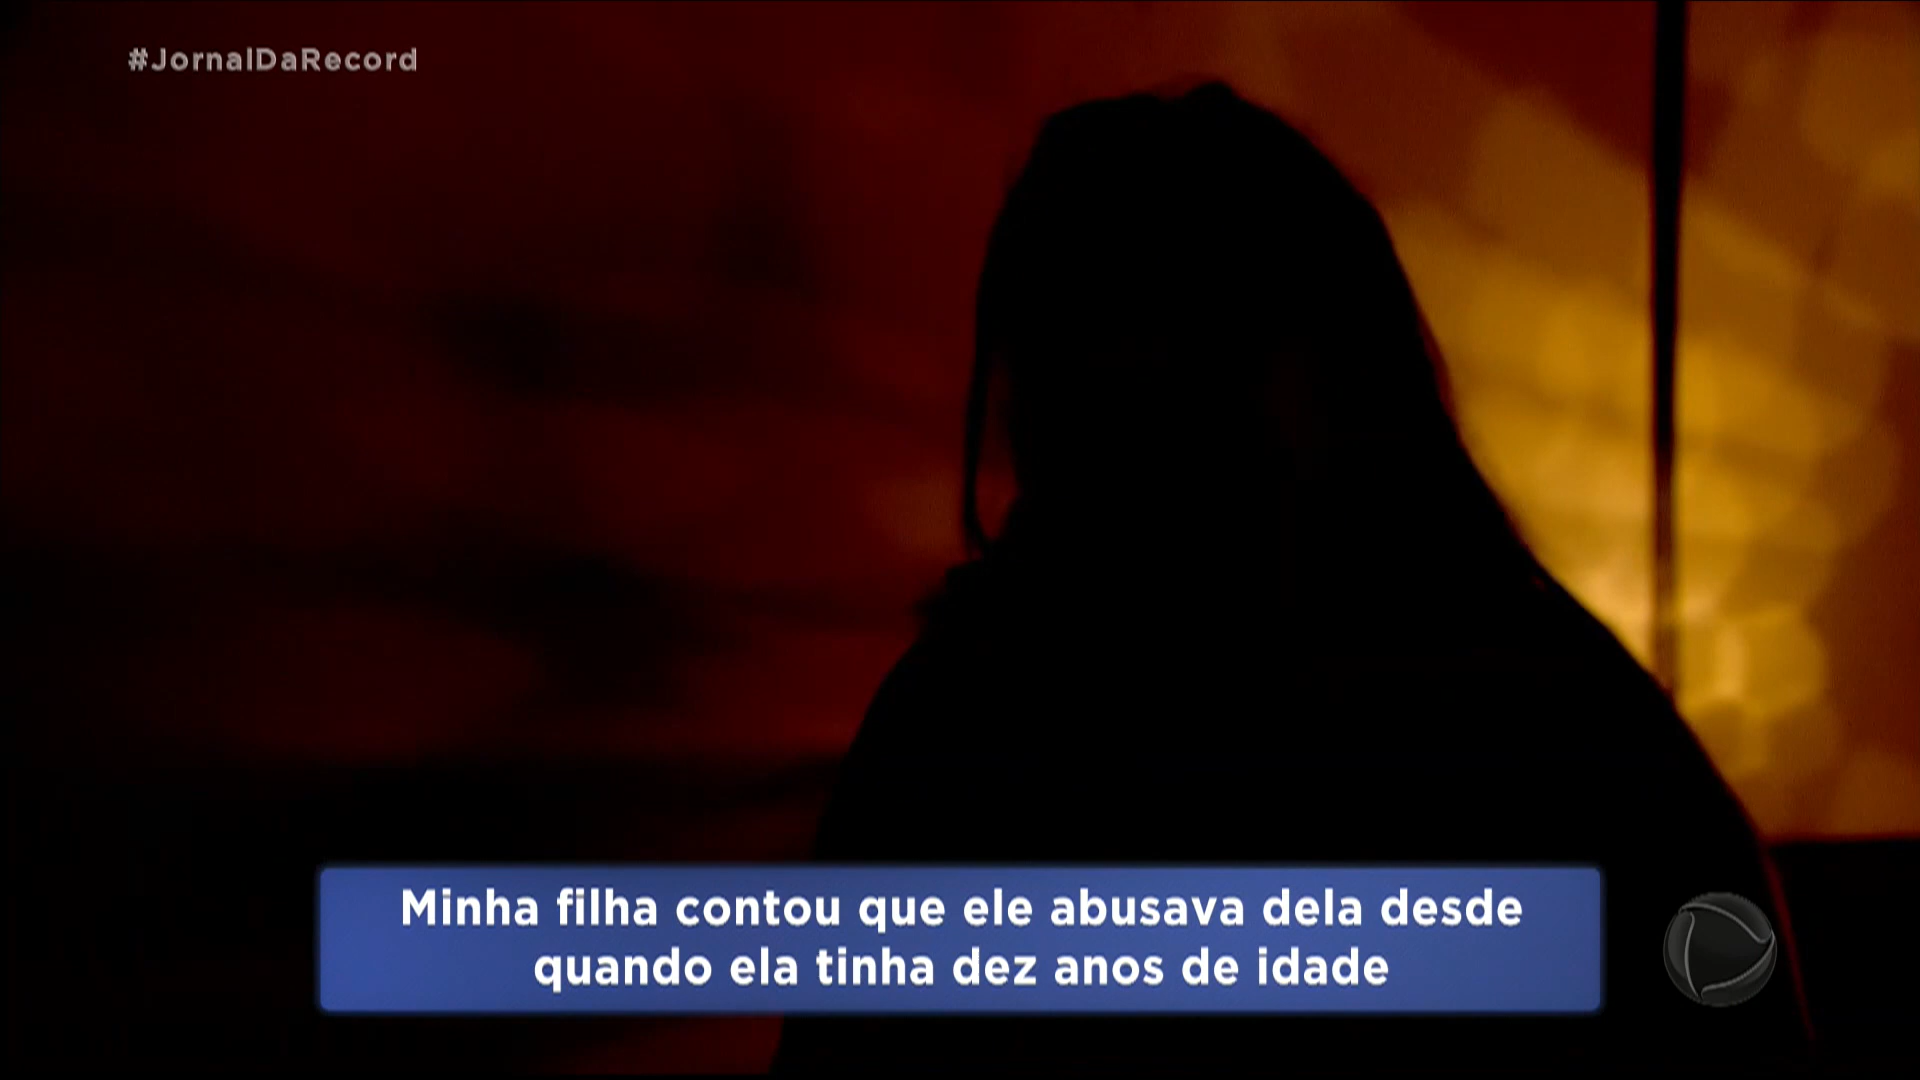 #JornalDaRecord
Minha filha contou que ele abusava dela desde
quando ela tinha dez anos de idade